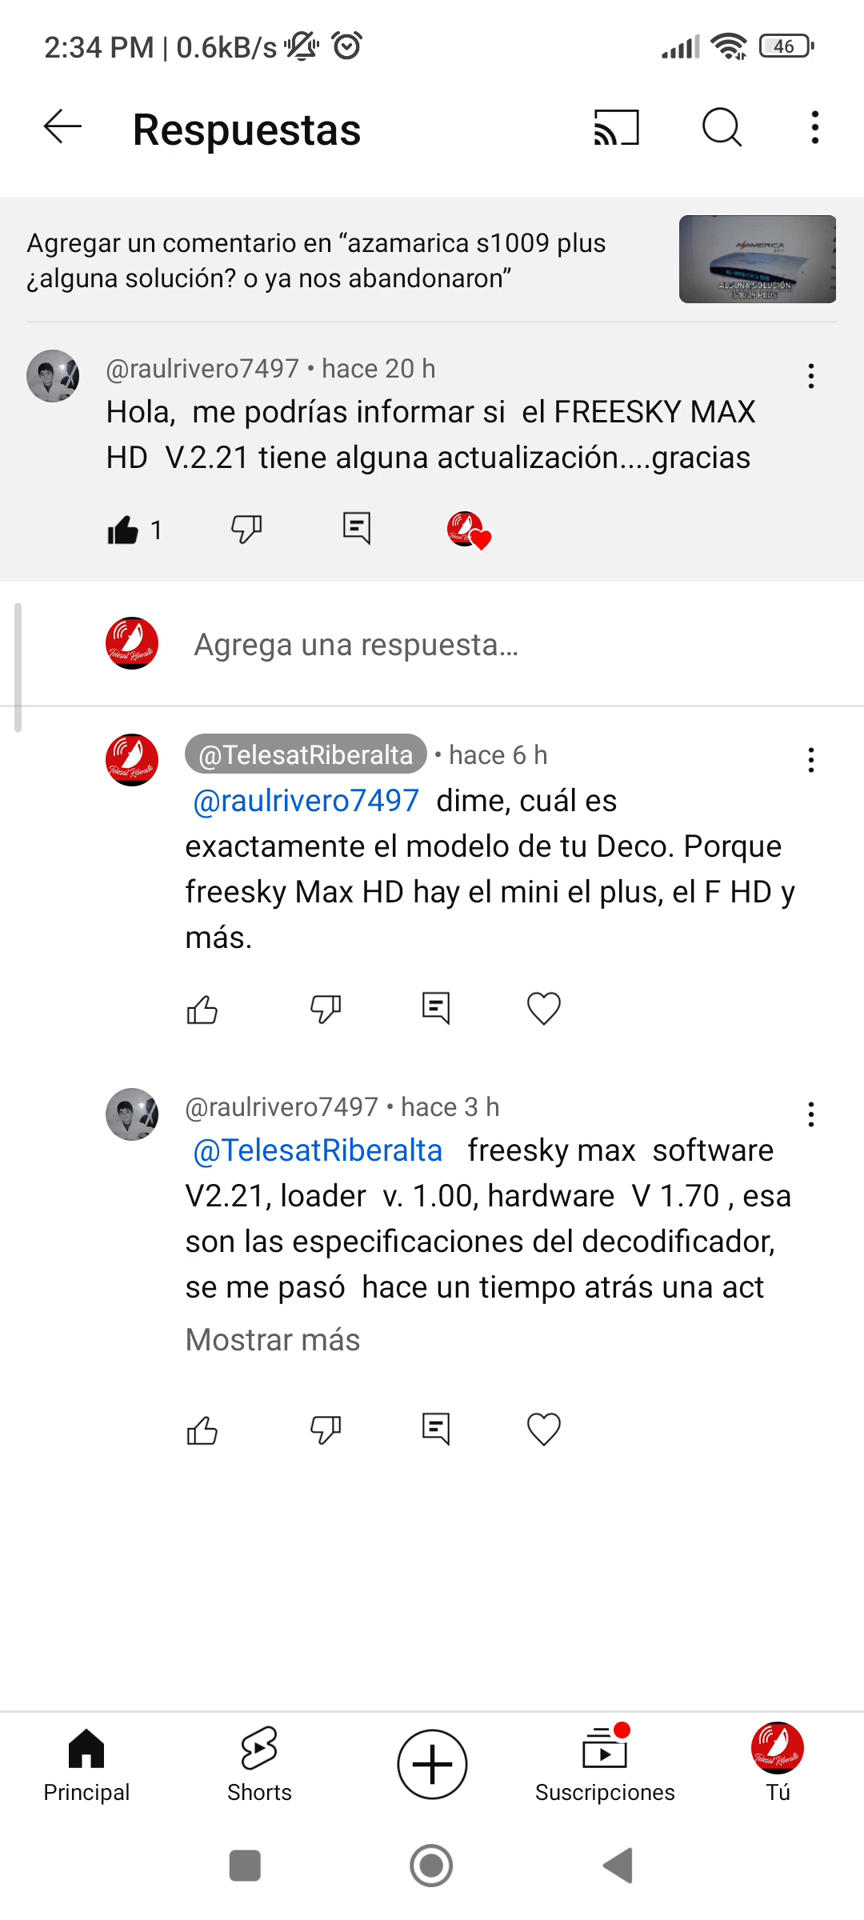 2:34 PM | 0.6kB/s
46
Respuestas
Agregar un comentario en “azamarica s1009 plus
¿alguna solución? o ya nos abandonaron”
AZAMERICA
ALGUNA SOLUCIÓN
S1009 PLUS
@raulrivero7497 • hace 20 h
Hola, me podrías informar si el FREESKY MAX
HD V.2.21 tiene alguna actualización....gracias
1
Agrega una respuesta...
@TelesatRiberalta • hace 6 h
@raulrivero7497 dime, cuál es
exactamente el modelo de tu Deco. Porque
freesky Max HD hay el mini el plus, el F HD y
más.
@raulrivero7497 • hace 3 h
@TelesatRiberalta freesky max software
V2.21, loader v. 1.00, hardware V 1.70 , esa
son las especificaciones del decodificador,
se me pasó hace un tiempo atrás una act
Mostrar más
Principal
Shorts
Suscripciones
Tú